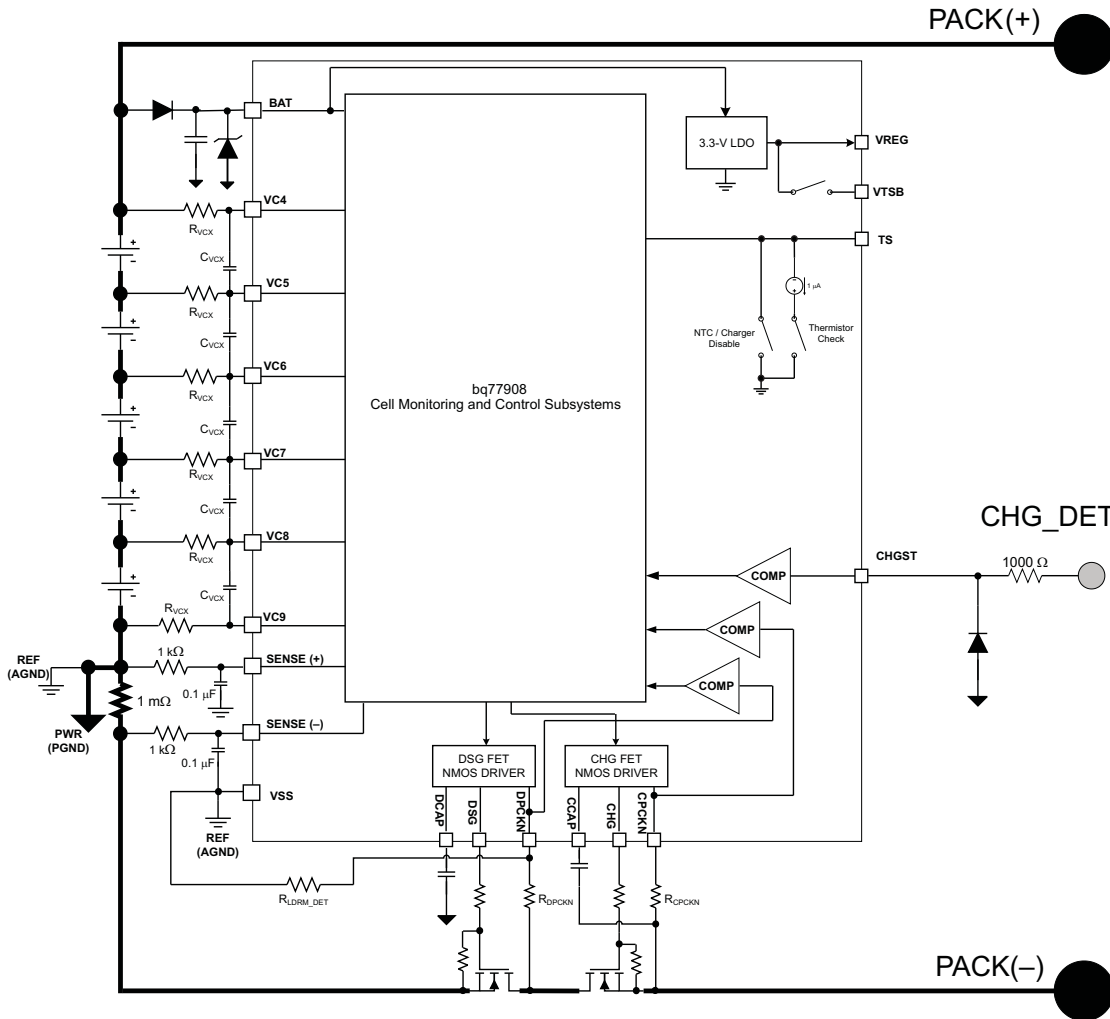 PACK(+)
BAT
3.3-V LDO
VREG
VTSB
VC4
R_VCX
TS
C_VCX
1 µA
VC5
R_VCX
NTC / Charger
Disable
Thermistor
Check
C_VCX
VC6
R_VCX
bq77908
Cell Monitoring and Control Subsystems
C_VCX
VC7
R_VCX
C_VCX
CHG_DET
VC8
R_VCX
CHGST
1000 Ω
COMP
C_VCX
R_VCX
VC9
COMP
1 kΩ
SENSE (+)
REF
(AGND)
0.1 µF
COMP
1 mΩ
SENSE (–)
PWR
(PGND)
1 kΩ
0.1 µF
DSG FET
NMOS DRIVER
CHG FET
NMOS DRIVER
VSS
DCAP
DSG
DPCKN
CCAP
CHG
CPCKN
REF
(AGND)
R_LDRM_DET
R_DPCKN
R_CPCKN
PACK(–)